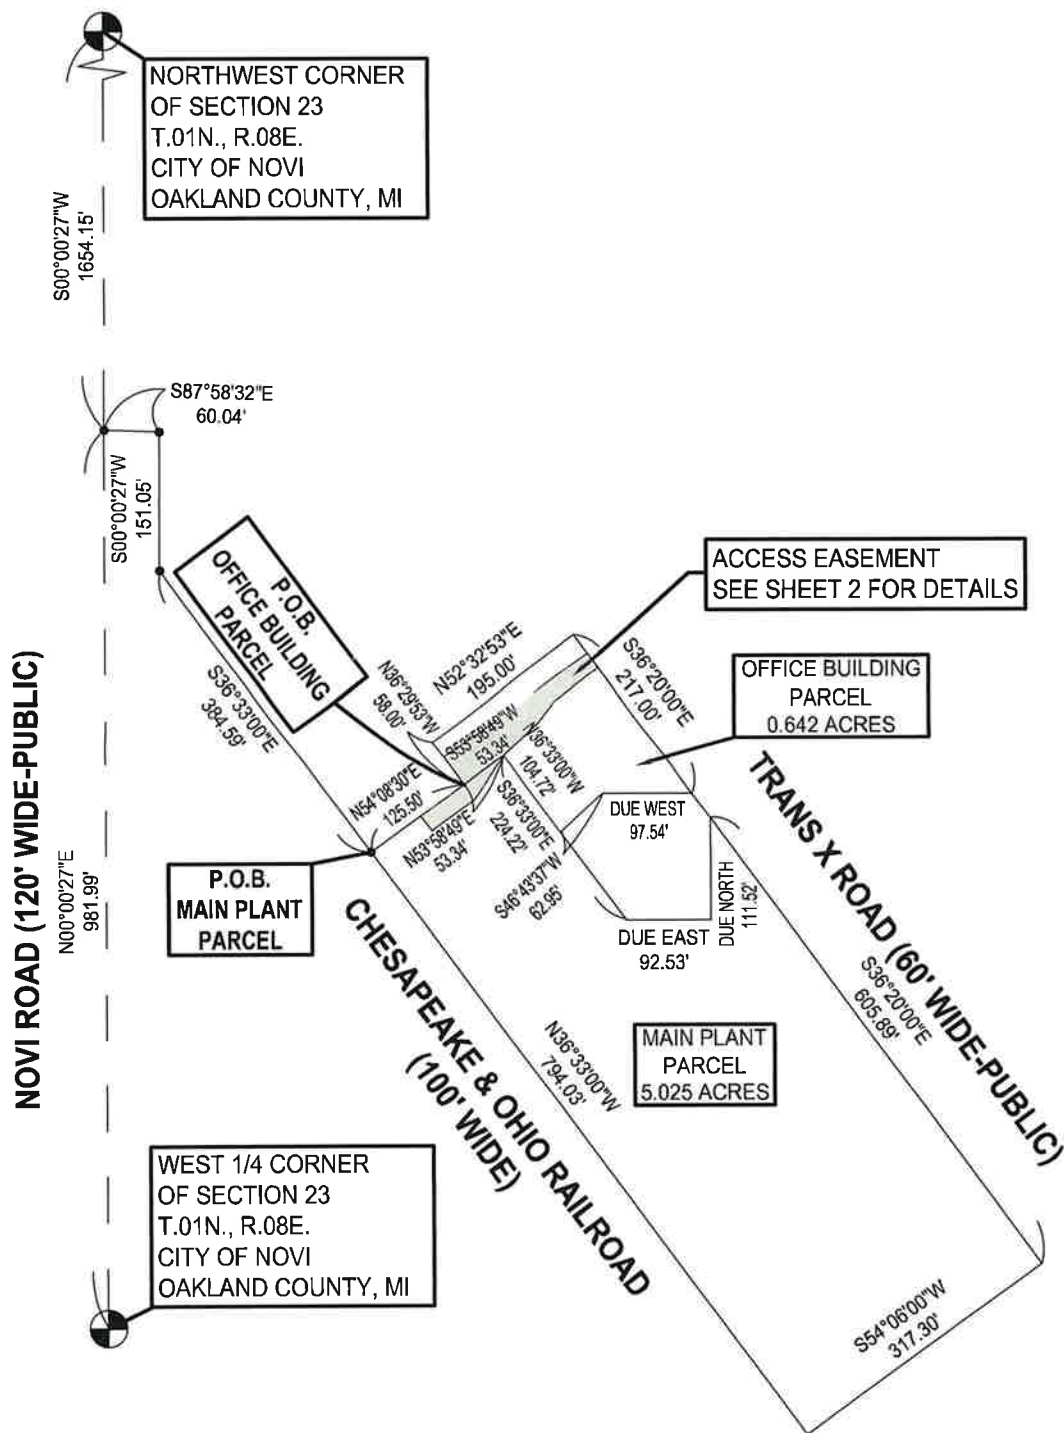 NORTHWEST CORNER
OF SECTION 23
T.01N., R.08E.
CITY OF NOVI
OAKLAND COUNTY, MI
S00°00'27"W
1654.15'
S87°58'32"E
60.04'
S00°00'27"W
151.05'
P.O.B.
OFFICE BUILDING
PARCEL
ACCESS EASEMENT
SEE SHEET 2 FOR DETAILS
N52°32'53"E
195.00'
S36°20'00"E
217.00'
OFFICE BUILDING
PARCEL
0.642 ACRES
N36°29'53"W
58.00'
S53°58'49"W
53.34'
N36°33'00"W
104.72'
S36°33'00"E
384.59'
N54°08'30"E
125.50'
N53°58'49"E
53.34'
S36°33'00"E
224.22'
S46°43'37"W
62.95'
DUE WEST
97.54'
DUE NORTH
111.52'
DUE EAST
92.53'
TRANS X ROAD (60' WIDE-PUBLIC)
NOVI ROAD (120' WIDE-PUBLIC)
N00°00'27"E
981.99'
P.O.B.
MAIN PLANT
PARCEL
CHESAPEAKE & OHIO RAILROAD
(100' WIDE)
N36°33'00"W
794.03'
MAIN PLANT
PARCEL
5.025 ACRES
S36°20'00"E
605.89'
WEST 1/4 CORNER
OF SECTION 23
T.01N., R.08E.
CITY OF NOVI
OAKLAND COUNTY, MI
S54°06'00"W
317.30'